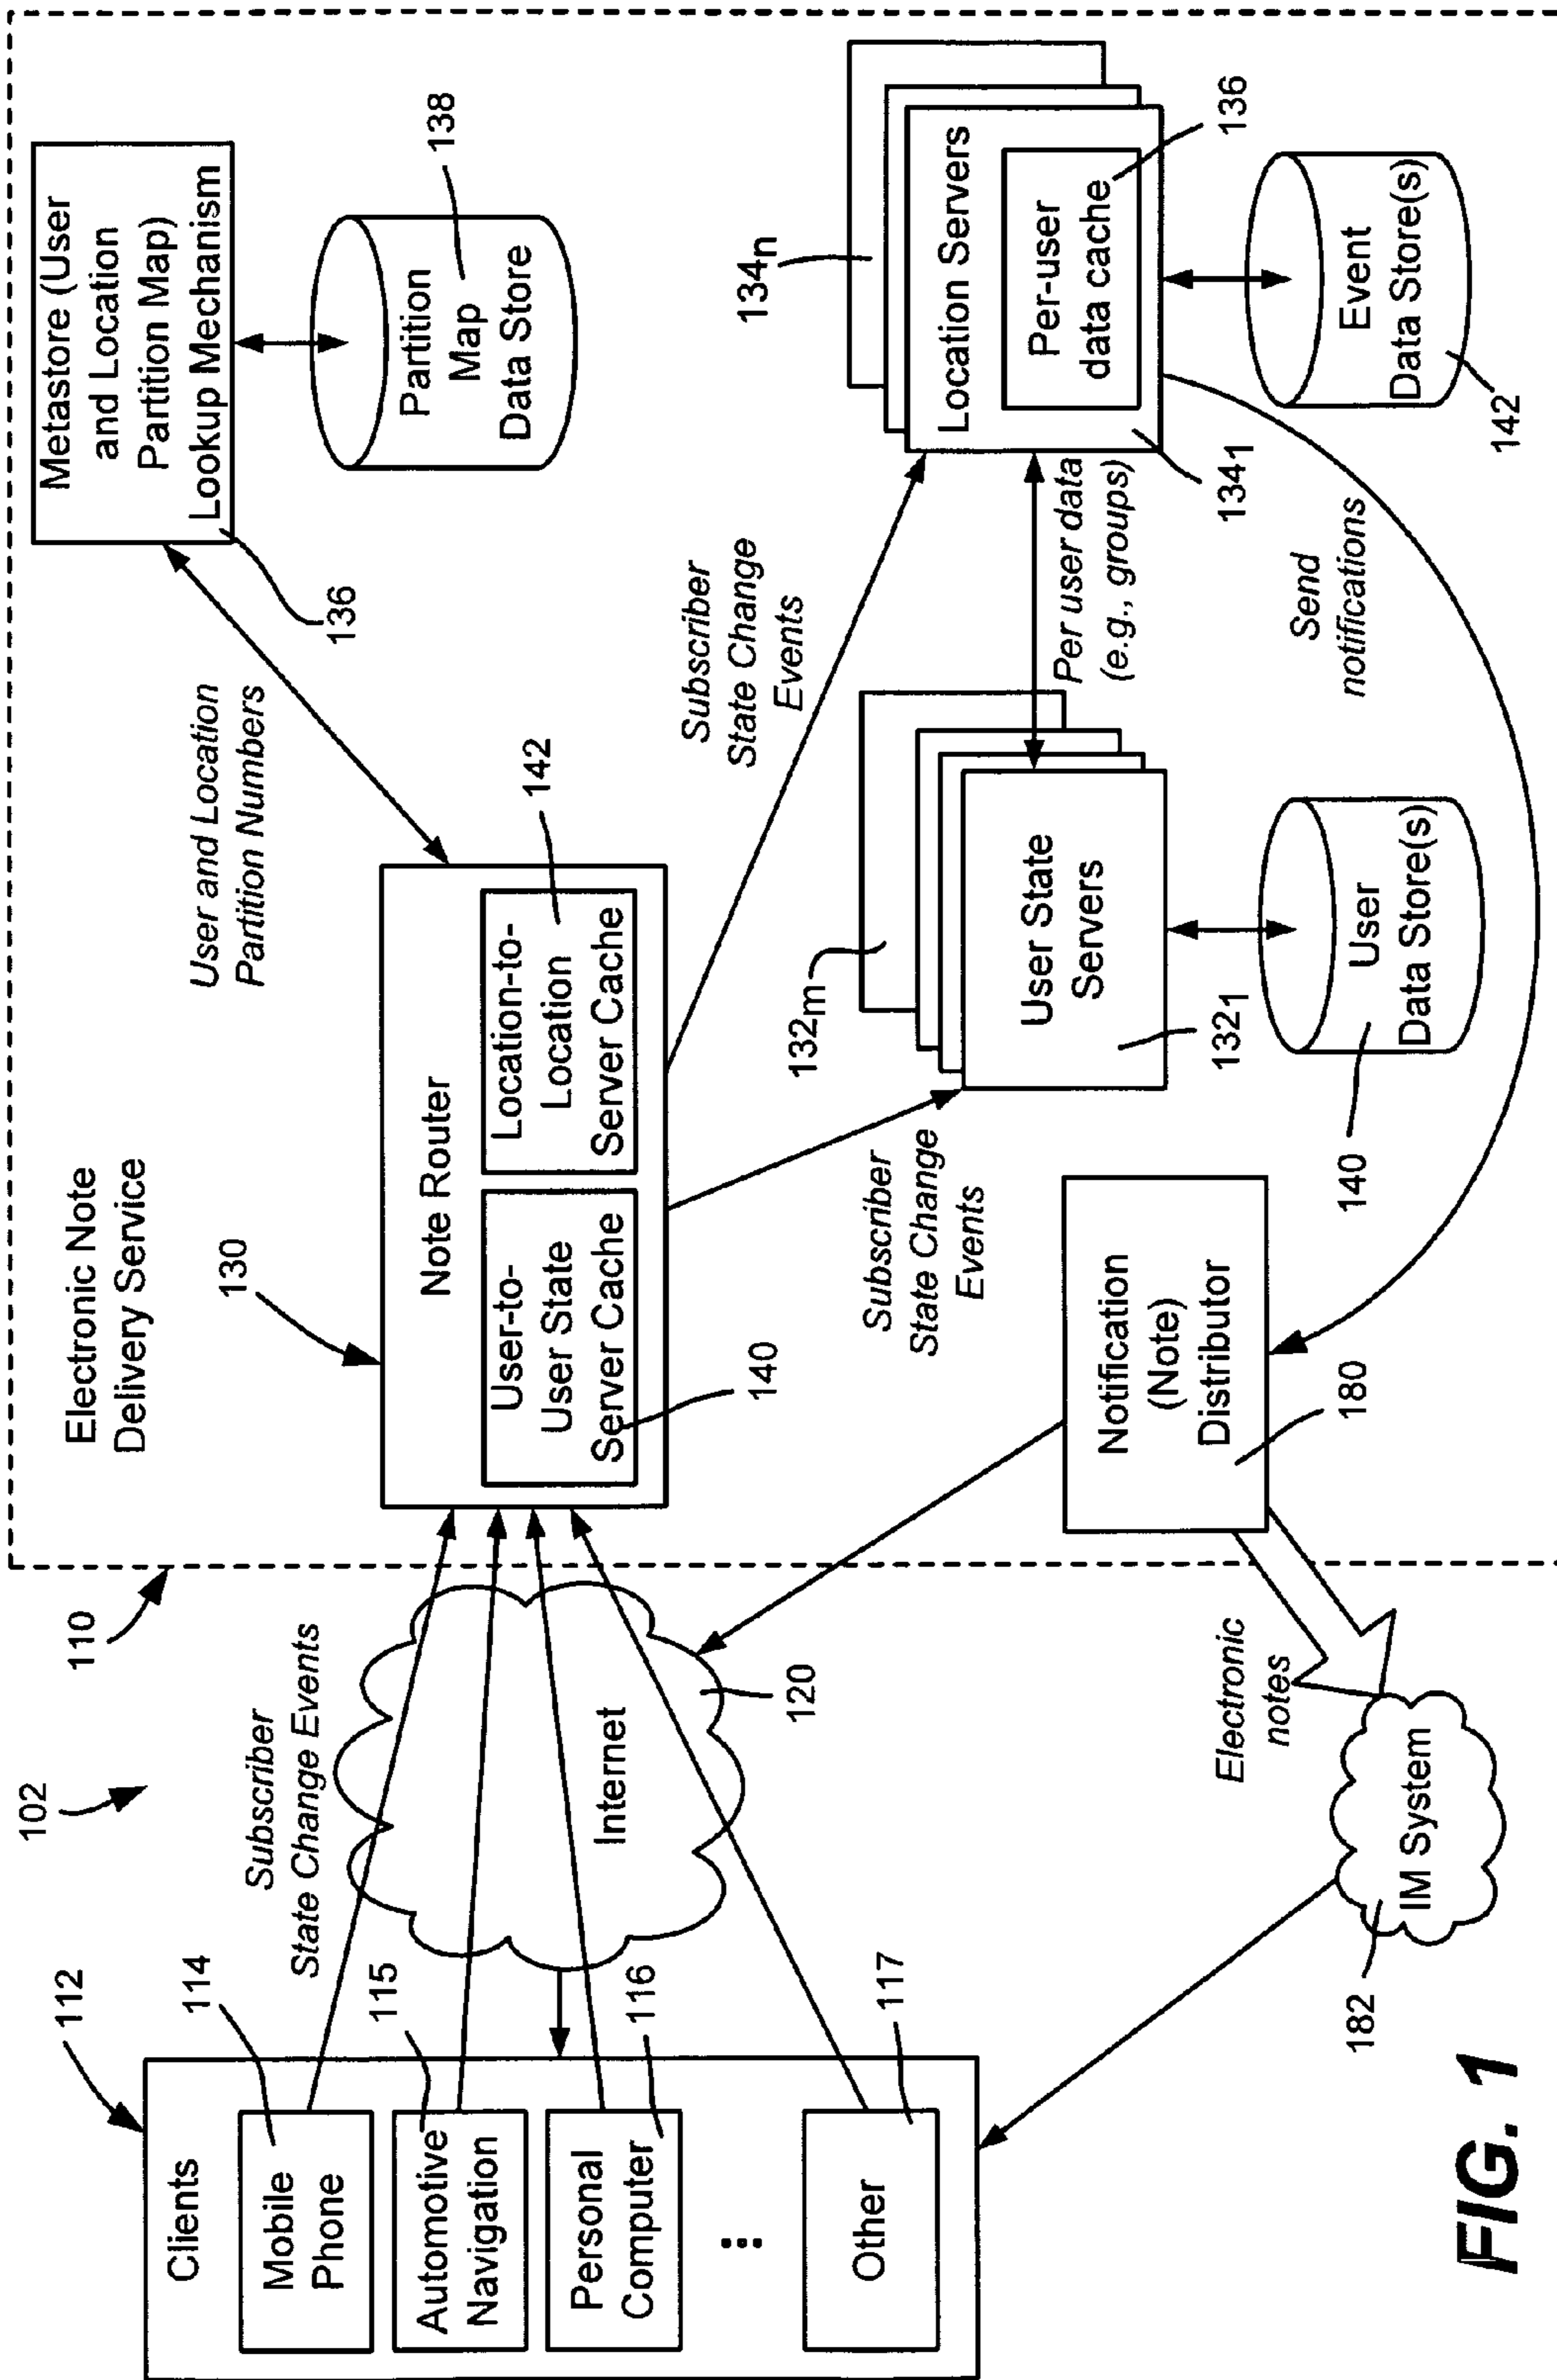 102
110
Electronic Note
Delivery Service
112
Clients
114
Mobile
Phone
115
Automotive
Navigation
116
Personal
Computer
...
117
Other
Subscriber
State Change Events
Internet
120
130
Note Router
User-to-
User State
Server Cache
140
Location-to-
Location
Server Cache
142
User and Location
Partition Numbers
Metastore (User
and Location
Partition Map)
Lookup Mechanism
136
Partition
Map
Data Store
138
Subscriber
State Change
Events
Subscriber
State Change
Events
132m
User State
Servers
1321
User
Data Store(s)
140
Per user data
(e.g., groups)
134n
Location Servers
Per-user
data cache
136
1341
Event
Data Store(s)
142
Send
notifications
Notification
(Note)
Distributor
180
Electronic
notes
IM System
182
FIG. 1